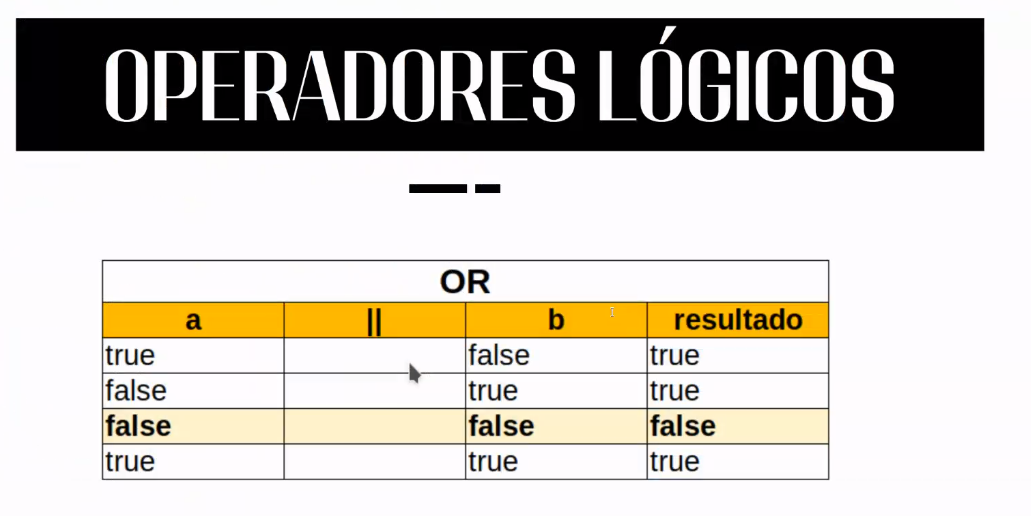 OPERADORES LÓGICOS
OR
a || b resultado
true false true
false true true
false false false
true true true